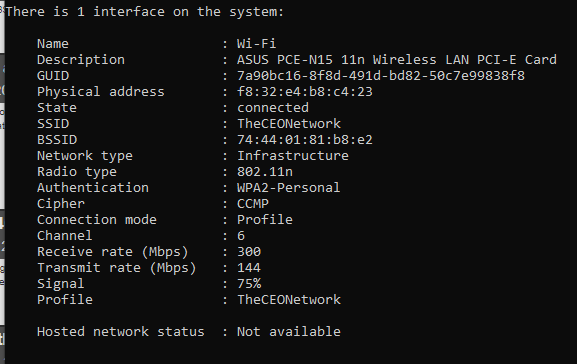 There is 1 interface on the system:
Name : Wi-Fi
Description : ASUS PCE-N15 11n Wireless LAN PCI-E Card
GUID : 7a90bc16-8f8d-491d-bd82-50c7e99838f8
Physical address : f8:32:e4:b8:c4:23
State : connected
SSID : TheCEONetwork
BSSID : 74:44:01:81:b8:e2
Network type : Infrastructure
Radio type : 802.11n
Authentication : WPA2-Personal
Cipher : CCMP
Connection mode : Profile
Channel : 6
Receive rate (Mbps) : 300
Transmit rate (Mbps) : 144
Signal : 75%
Profile : TheCEONetwork
Hosted network status : Not available